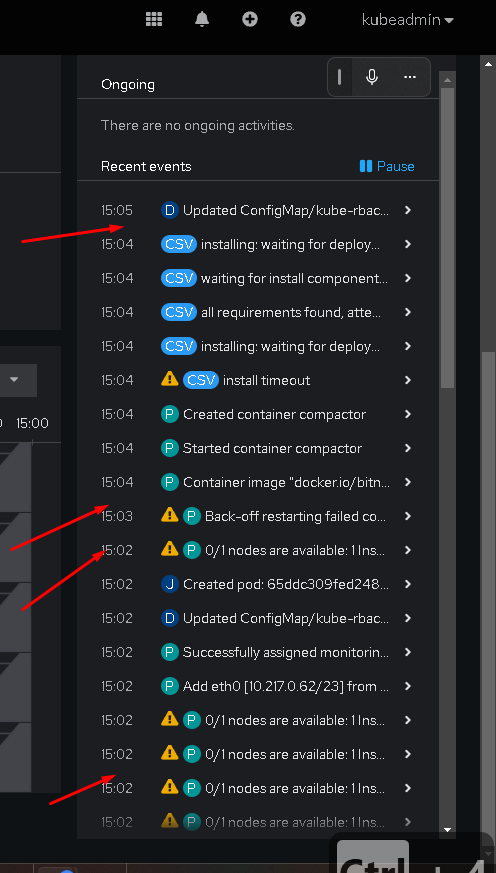 kubeadmin
Ongoing
There are no ongoing activities.
Recent events
Pause
15:05 D Updated ConfigMap/kube-rbac...
15:04 CSV installing: waiting for deploy...
15:04 CSV waiting for install component...
15:04 CSV all requirements found, atte...
15:04 CSV installing: waiting for deploy...
15:04 CSV install timeout
15:00
15:04 P Created container compactor
15:04 P Started container compactor
15:04 P Container image "docker.io/bitn...
15:03 P Back-off restarting failed co...
15:02 P 0/1 nodes are available: 1 Ins...
15:02 J Created pod: 65ddc309fed248...
15:02 D Updated ConfigMap/kube-rbac...
15:02 P Successfully assigned monitorin...
15:02 P Add eth0 [10.217.0.62/23] from ...
15:02 P 0/1 nodes are available: 1 Ins...
15:02 P 0/1 nodes are available: 1 Ins...
15:02 P 0/1 nodes are available: 1 Ins...
15:02 P 0/1 nodes are available: 1 Ins...
Ctrl